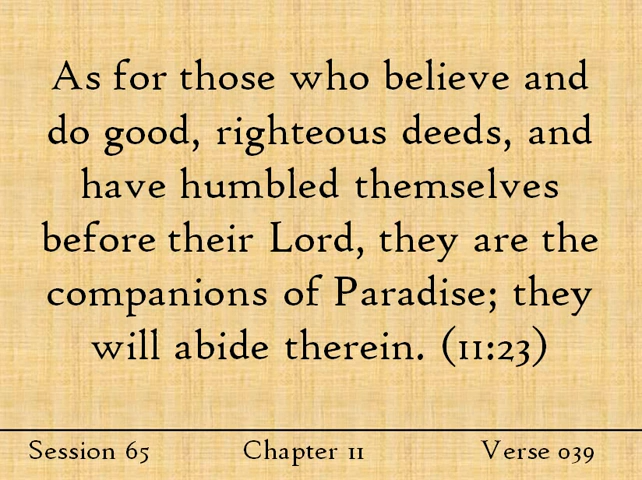 As for those who believe and
do good, righteous deeds, and
have humbled themselves
before their Lord, they are the
companions of Paradise; they
will abide therein. (11:23)
Session 65 Chapter 11 Verse 039